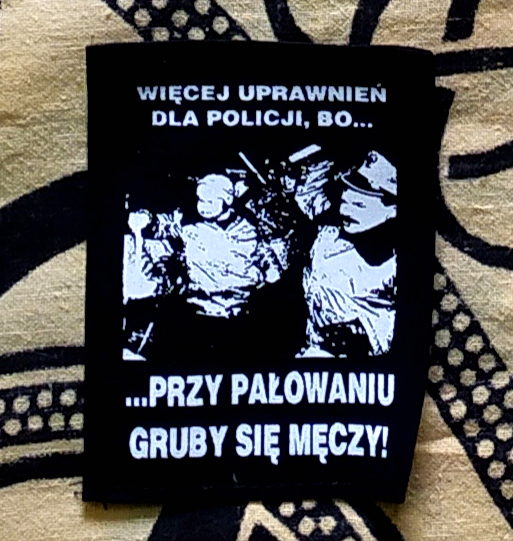 WIĘCEJ UPRAWNIEŃ
DLA POLICJI, BO...
...PRZY PAŁOWANIU
GRUBY SIĘ MĘCZY!